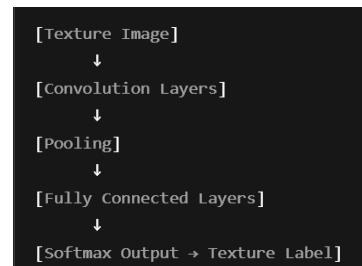 [Texture Image]
↓
[Convolution Layers]
↓
[Pooling]
↓
[Fully Connected Layers]
↓
[Softmax Output → Texture Label]